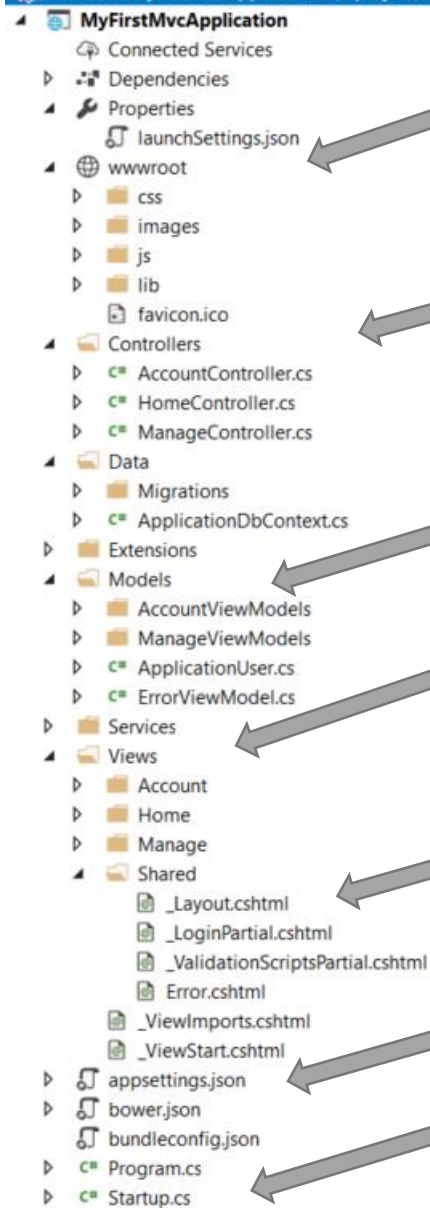 MyFirstMvcApplication
Connected Services
Dependencies
Properties
launchSettings.json
wwwroot
css
images
js
lib
favicon.ico
Controllers
C# AccountController.cs
C# HomeController.cs
C# ManageController.cs
Data
Migrations
C# ApplicationDbContext.cs
Extensions
Models
AccountViewModels
ManageViewModels
C# ApplicationUser.cs
C# ErrorViewModel.cs
Services
Views
Account
Home
Manage
Shared
_Layout.cshtml
_LoginPartial.cshtml
_ValidationScriptsPartial.cshtml
Error.cshtml
_ViewImports.cshtml
_ViewStart.cshtml
appsettings.json
bower.json
bundleconfig.json
C# Program.cs
C# Startup.cs